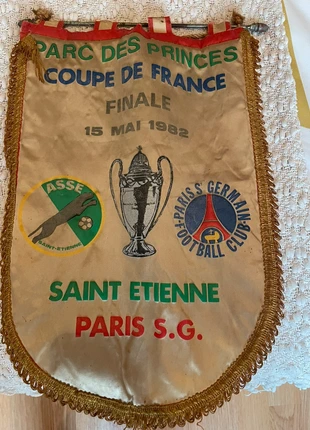 PARC DES PRINCES
COUPE DE FRANCE
FINALE
15 MAI 1982
ASSE
SAINT-ETIENNE
PARIS S' GERMAIN
FOOTBALL CLUB
SAINT ETIENNE
PARIS S.G.